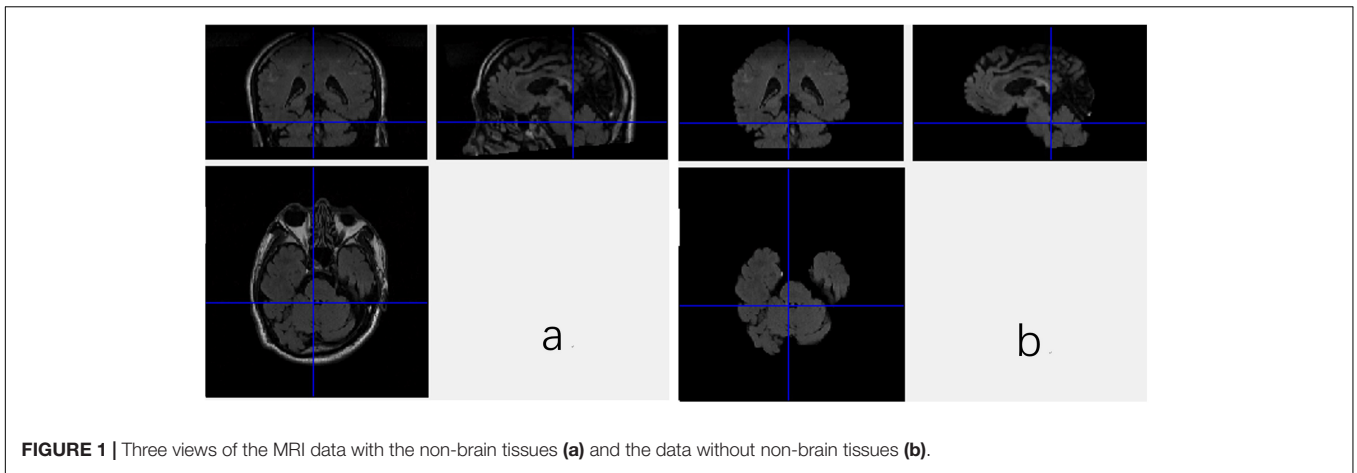 a
b
FIGURE 1 | Three views of the MRI data with the non-brain tissues (a) and the data without non-brain tissues (b).